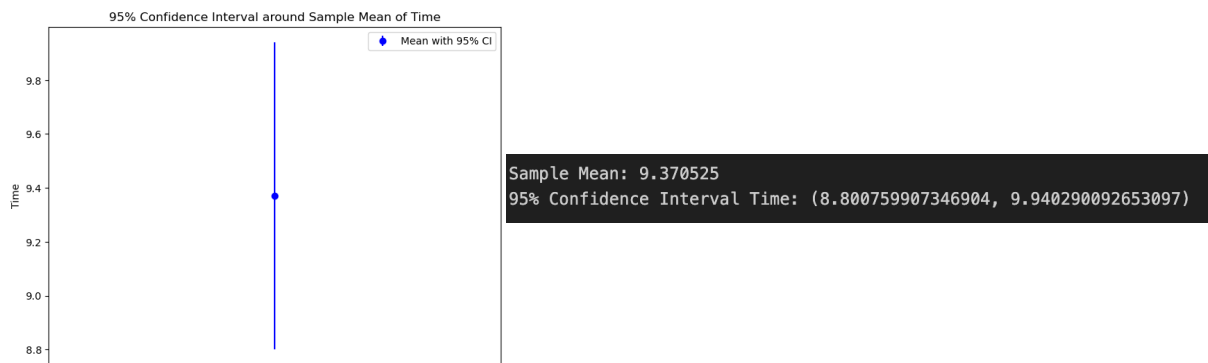 95% Confidence Interval around Sample Mean of Time
Mean with 95% CI
9.8
9.6
9.4
9.2
9.0
8.8
Time
Sample Mean: 9.370525
95% Confidence Interval Time: (8.800759907346904, 9.940290092653097)